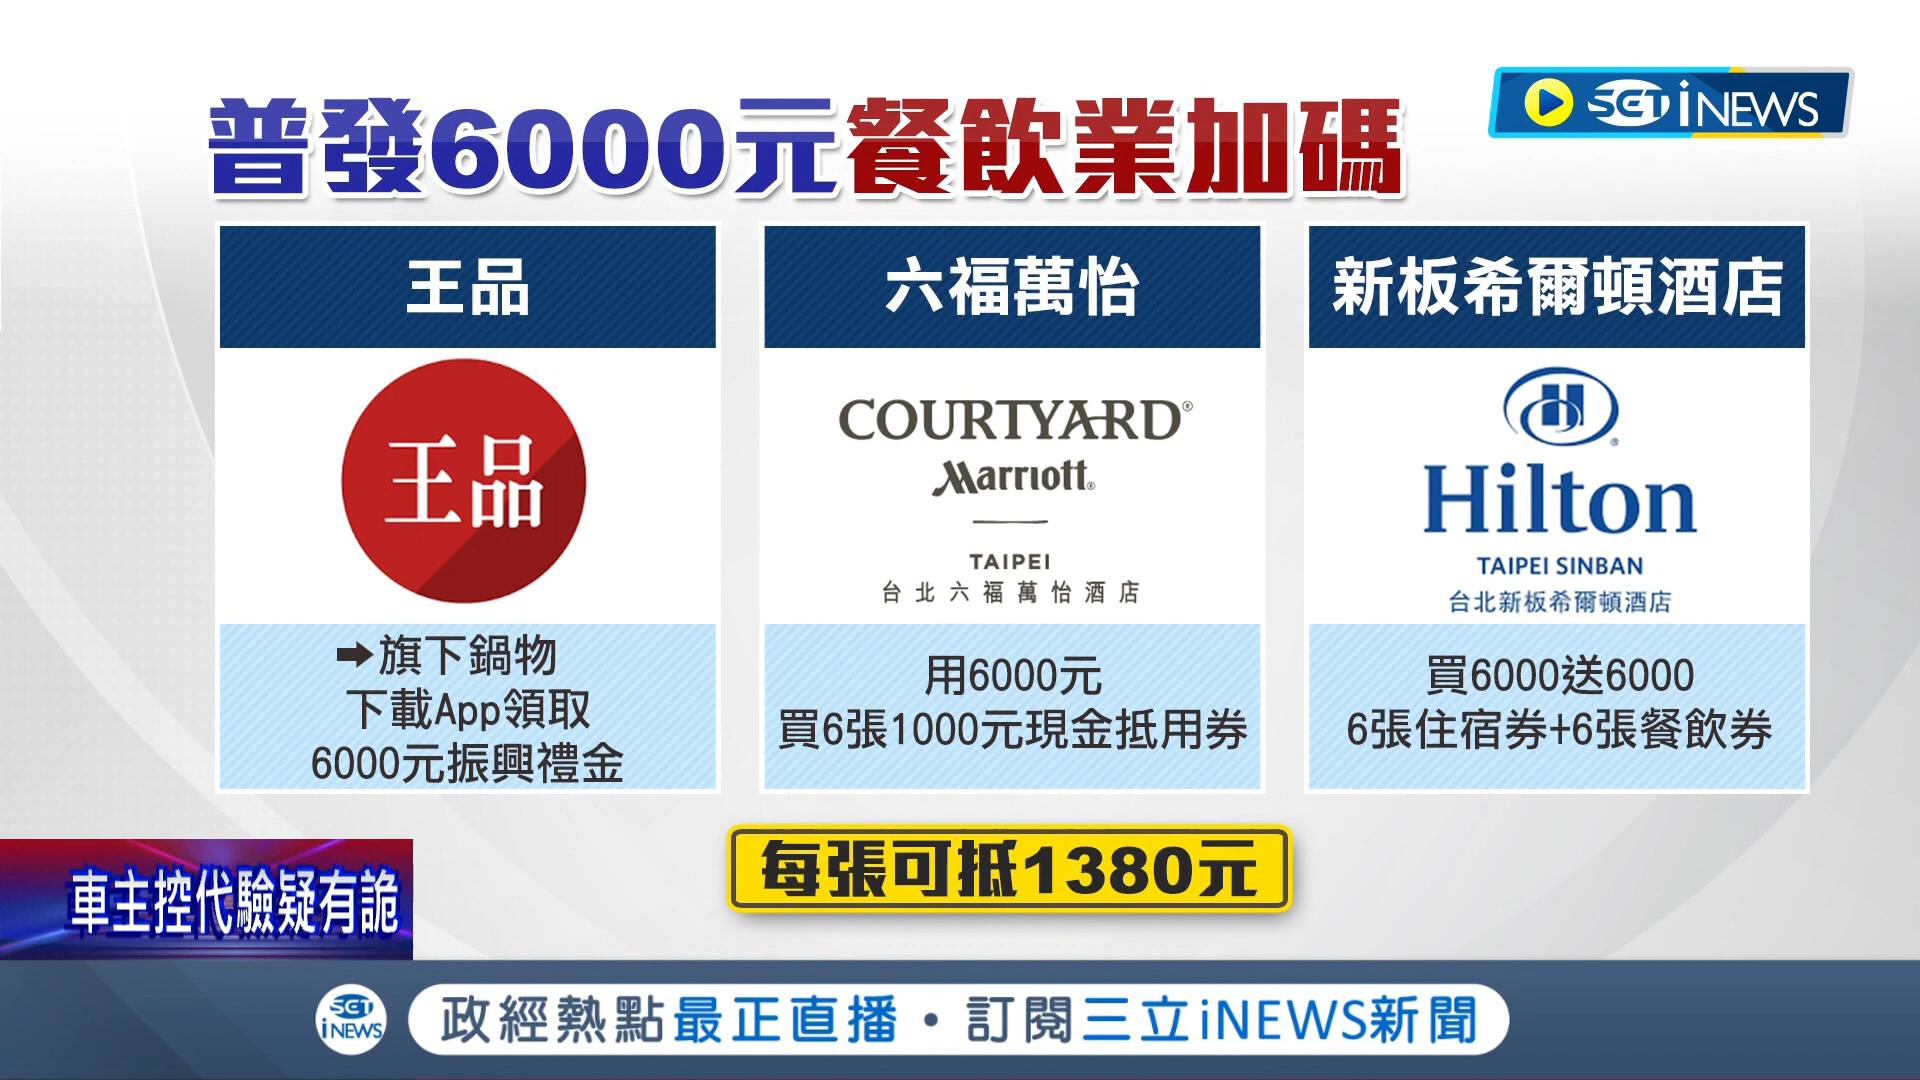 普發6000元餐飲業加碼
SET iNEWS
王品
王品
➡旗下鍋物
下載App領取
6000元振興禮金
六福萬怡
COURTYARD®
Marriott®
TAIPEI
台北六福萬怡酒店
用6000元
買6張1000元現金抵用券
新板希爾頓酒店
H®
Hilton
TAIPEI SINBAN
台北新板希爾頓酒店
買6000送6000
6張住宿券+6張餐飲券
每張可抵1380元
車主控代驗疑有詭
SET
iNEWS
政經熱點最正直播・訂閱三立iNEWS新聞